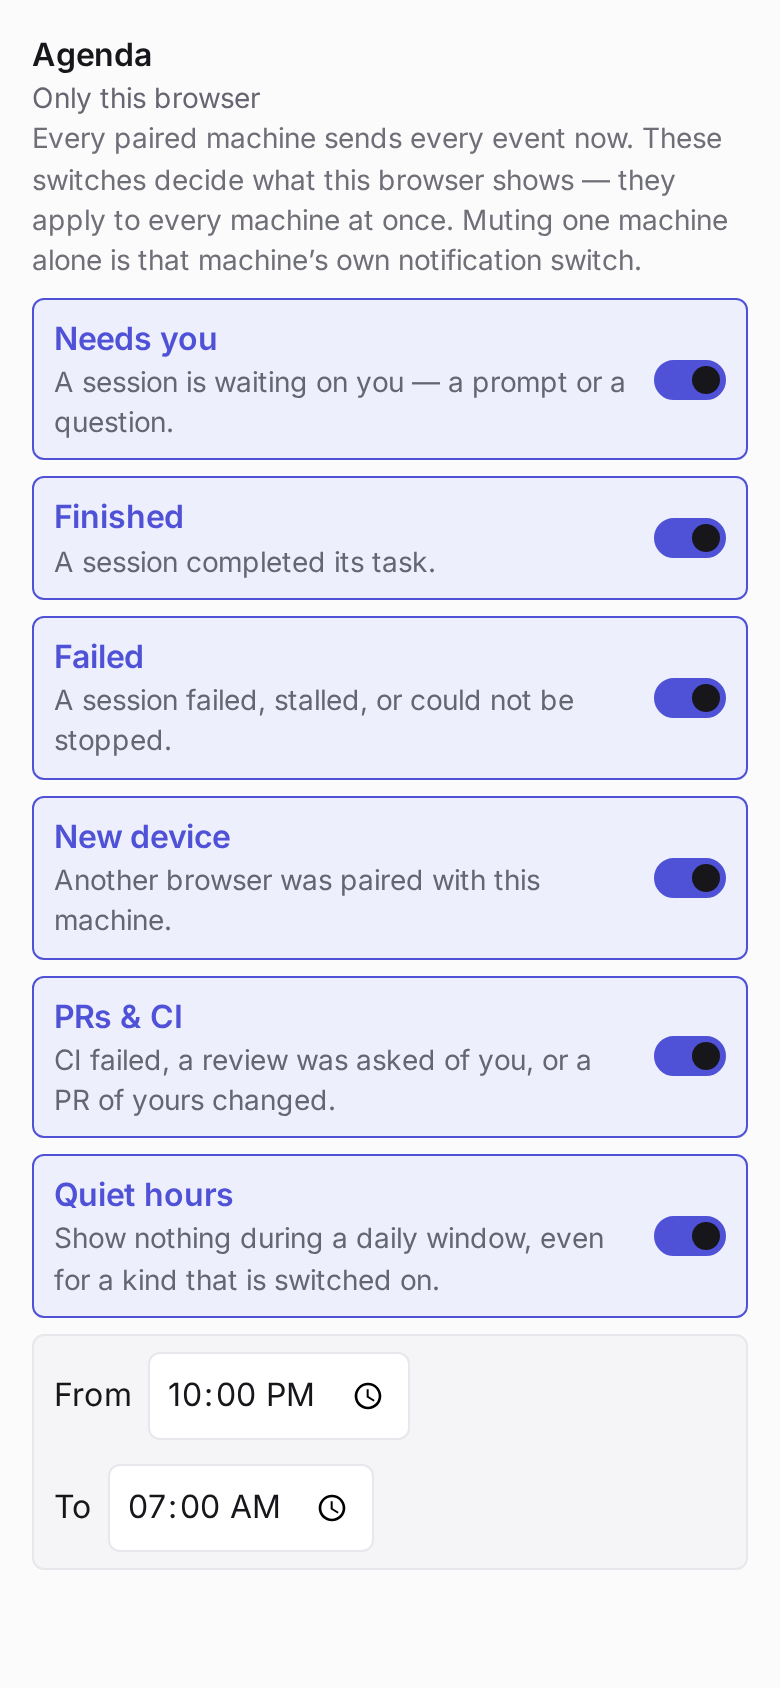 Agenda
Only this browser
Every paired machine sends every event now. These
switches decide what this browser shows — they
apply to every machine at once. Muting one machine
alone is that machine’s own notification switch.
Needs you
A session is waiting on you — a prompt or a
question.
Finished
A session completed its task.
Failed
A session failed, stalled, or could not be
stopped.
New device
Another browser was paired with this
machine.
PRs & CI
CI failed, a review was asked of you, or a
PR of yours changed.
Quiet hours
Show nothing during a daily window, even
for a kind that is switched on.
From 10:00 PM
To 07:00 AM